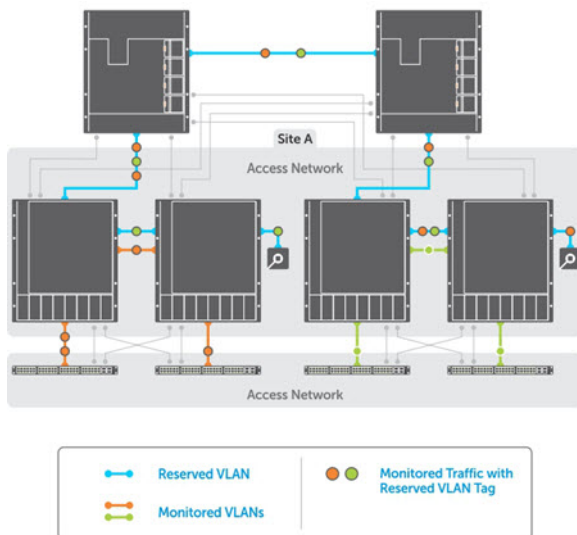 Site A
Access Network
Access Network
Reserved VLAN
Monitored VLANs
Monitored Traffic with
Reserved VLAN Tag